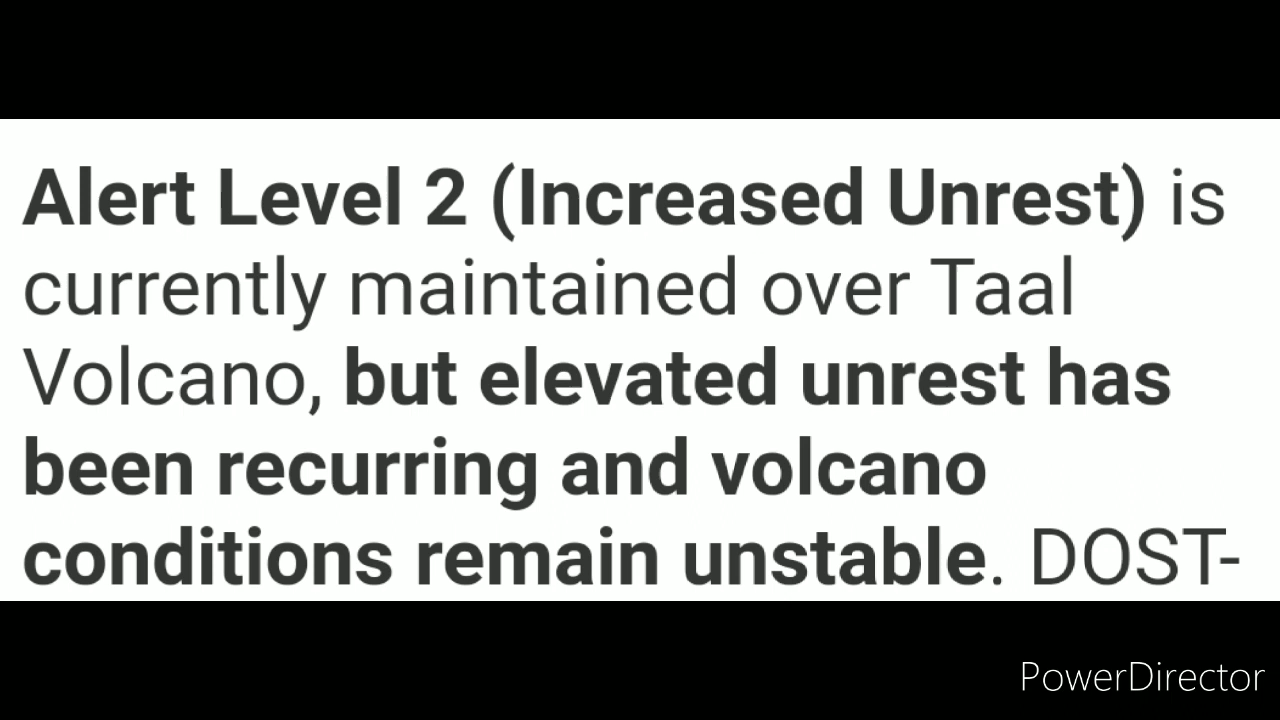 Alert Level 2 (Increased Unrest) is
currently maintained over Taal
Volcano, but elevated unrest has
been recurring and volcano
conditions remain unstable. DOST-
PowerDirector